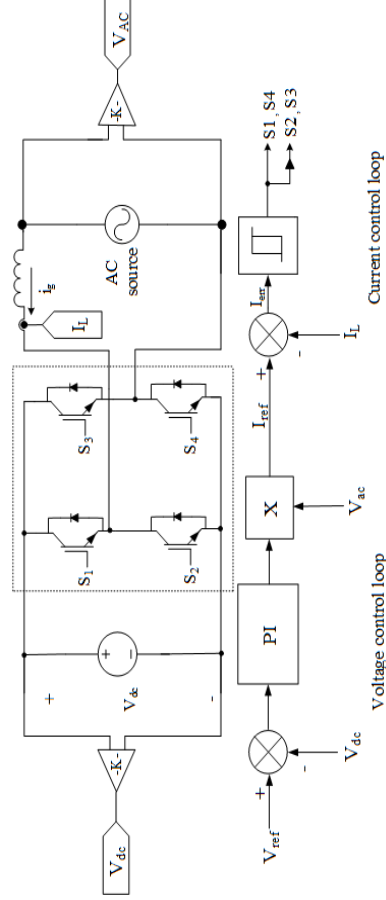 V_dc
-K-
+
V_dc
-
+
−
S_1
S_2
S_3
S_4
I_L
i_g
AC
source
-K-
V_AC
V_ref
+
-
V_dc
PI
X
V_ac
I_ref
+
-
I_L
I_err
S1, S4
S2, S3
Voltage control loop
Current control loop